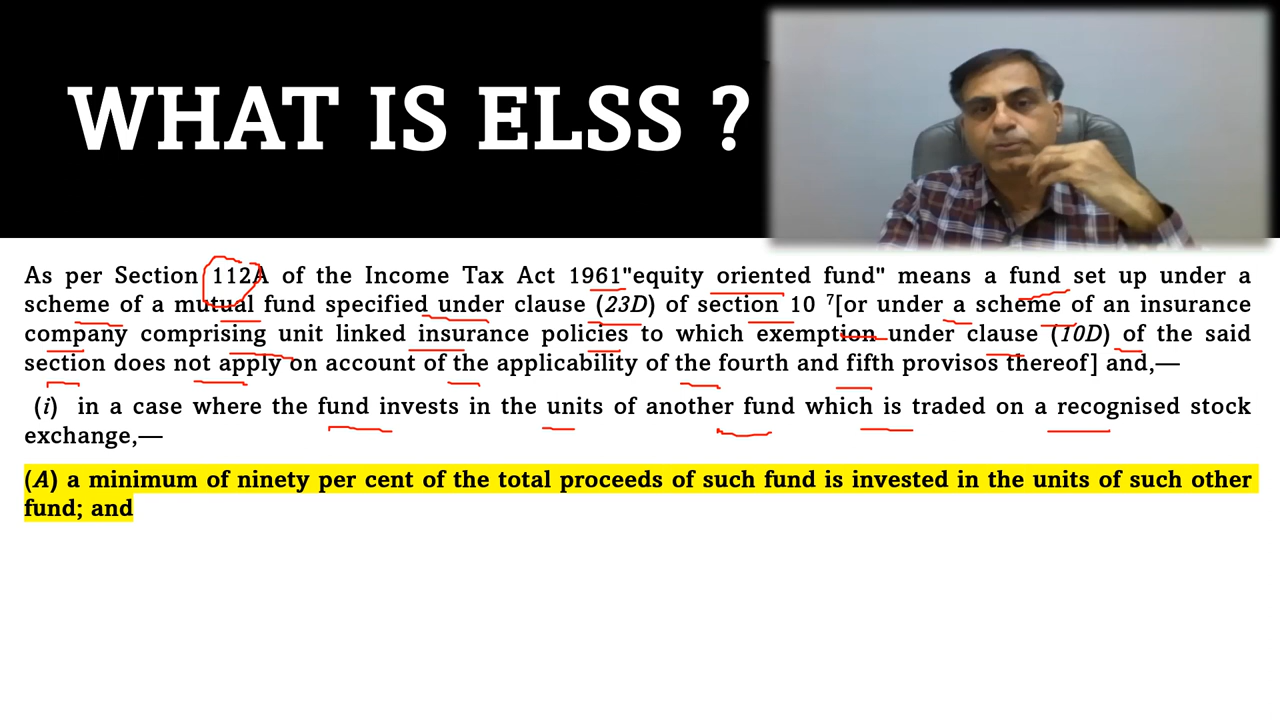 WHAT IS ELSS ?
As per Section 112A of the Income Tax Act 1961"equity oriented fund" means a fund set up under a
scheme of a mutual fund specified under clause (23D) of section 10 7[or under a scheme of an insurance
company comprising unit linked insurance policies to which exemption under clause (10D) of the said
section does not apply on account of the applicability of the fourth and fifth provisos thereof] and,—
(i) in a case where the fund invests in the units of another fund which is traded on a recognised stock
exchange,—
(A) a minimum of ninety per cent of the total proceeds of such fund is invested in the units of such other
fund; and